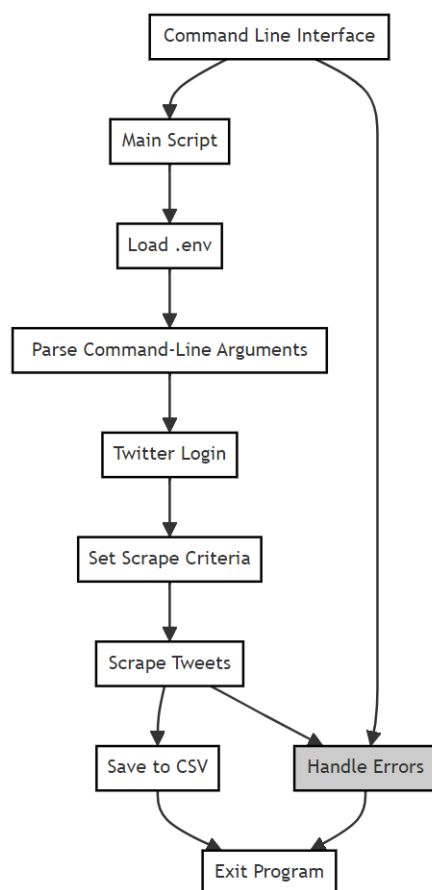 Command Line Interface
Main Script
Load .env
Parse Command-Line Arguments
Twitter Login
Set Scrape Criteria
Scrape Tweets
Save to CSV
Handle Errors
Exit Program